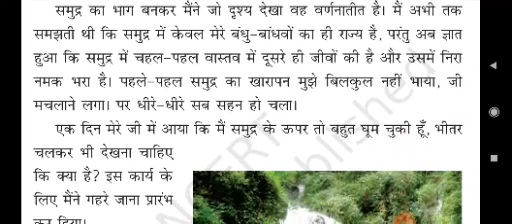 समुद्र का भाग बनकर मैंने जो दृश्य देखा वह वर्णनातीत है। मैं अभी तक
समझती थी कि समुद्र में केवल मेरे बंधु-बांधवों का ही राज्य है, परंतु अब ज्ञात
हुआ कि समुद्र में चहल-पहल वास्तव में दूसरे ही जीवों की है और उसमें निरा
नमक भरा है। पहले-पहल समुद्र का खारापन मुझे बिलकुल नहीं भाया, जी
मचलाने लगा। पर धीरे-धीरे सब सहन हो चला।
एक दिन मेरे जी में आया कि मैं समुद्र के ऊपर तो बहुत घूम चुकी हूँ, भीतर
चलकर भी देखना चाहिए
कि क्या है? इस कार्य के
लिए मैंने गहरे जाना प्रारंभ
कर दिया।